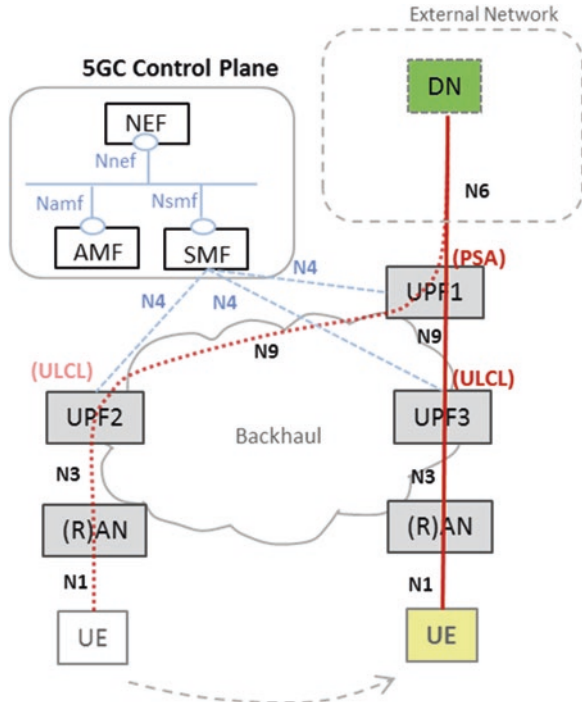 External Network
5GC Control Plane
DN
NEF
Nnef
Namf
Nsmf
N6
AMF
SMF
N4
(PSA)
UPF1
N4
N4
N9
N9
(ULCL)
(ULCL)
UPF2
Backhaul
UPF3
N3
N3
(R)AN
(R)AN
N1
N1
UE
UE